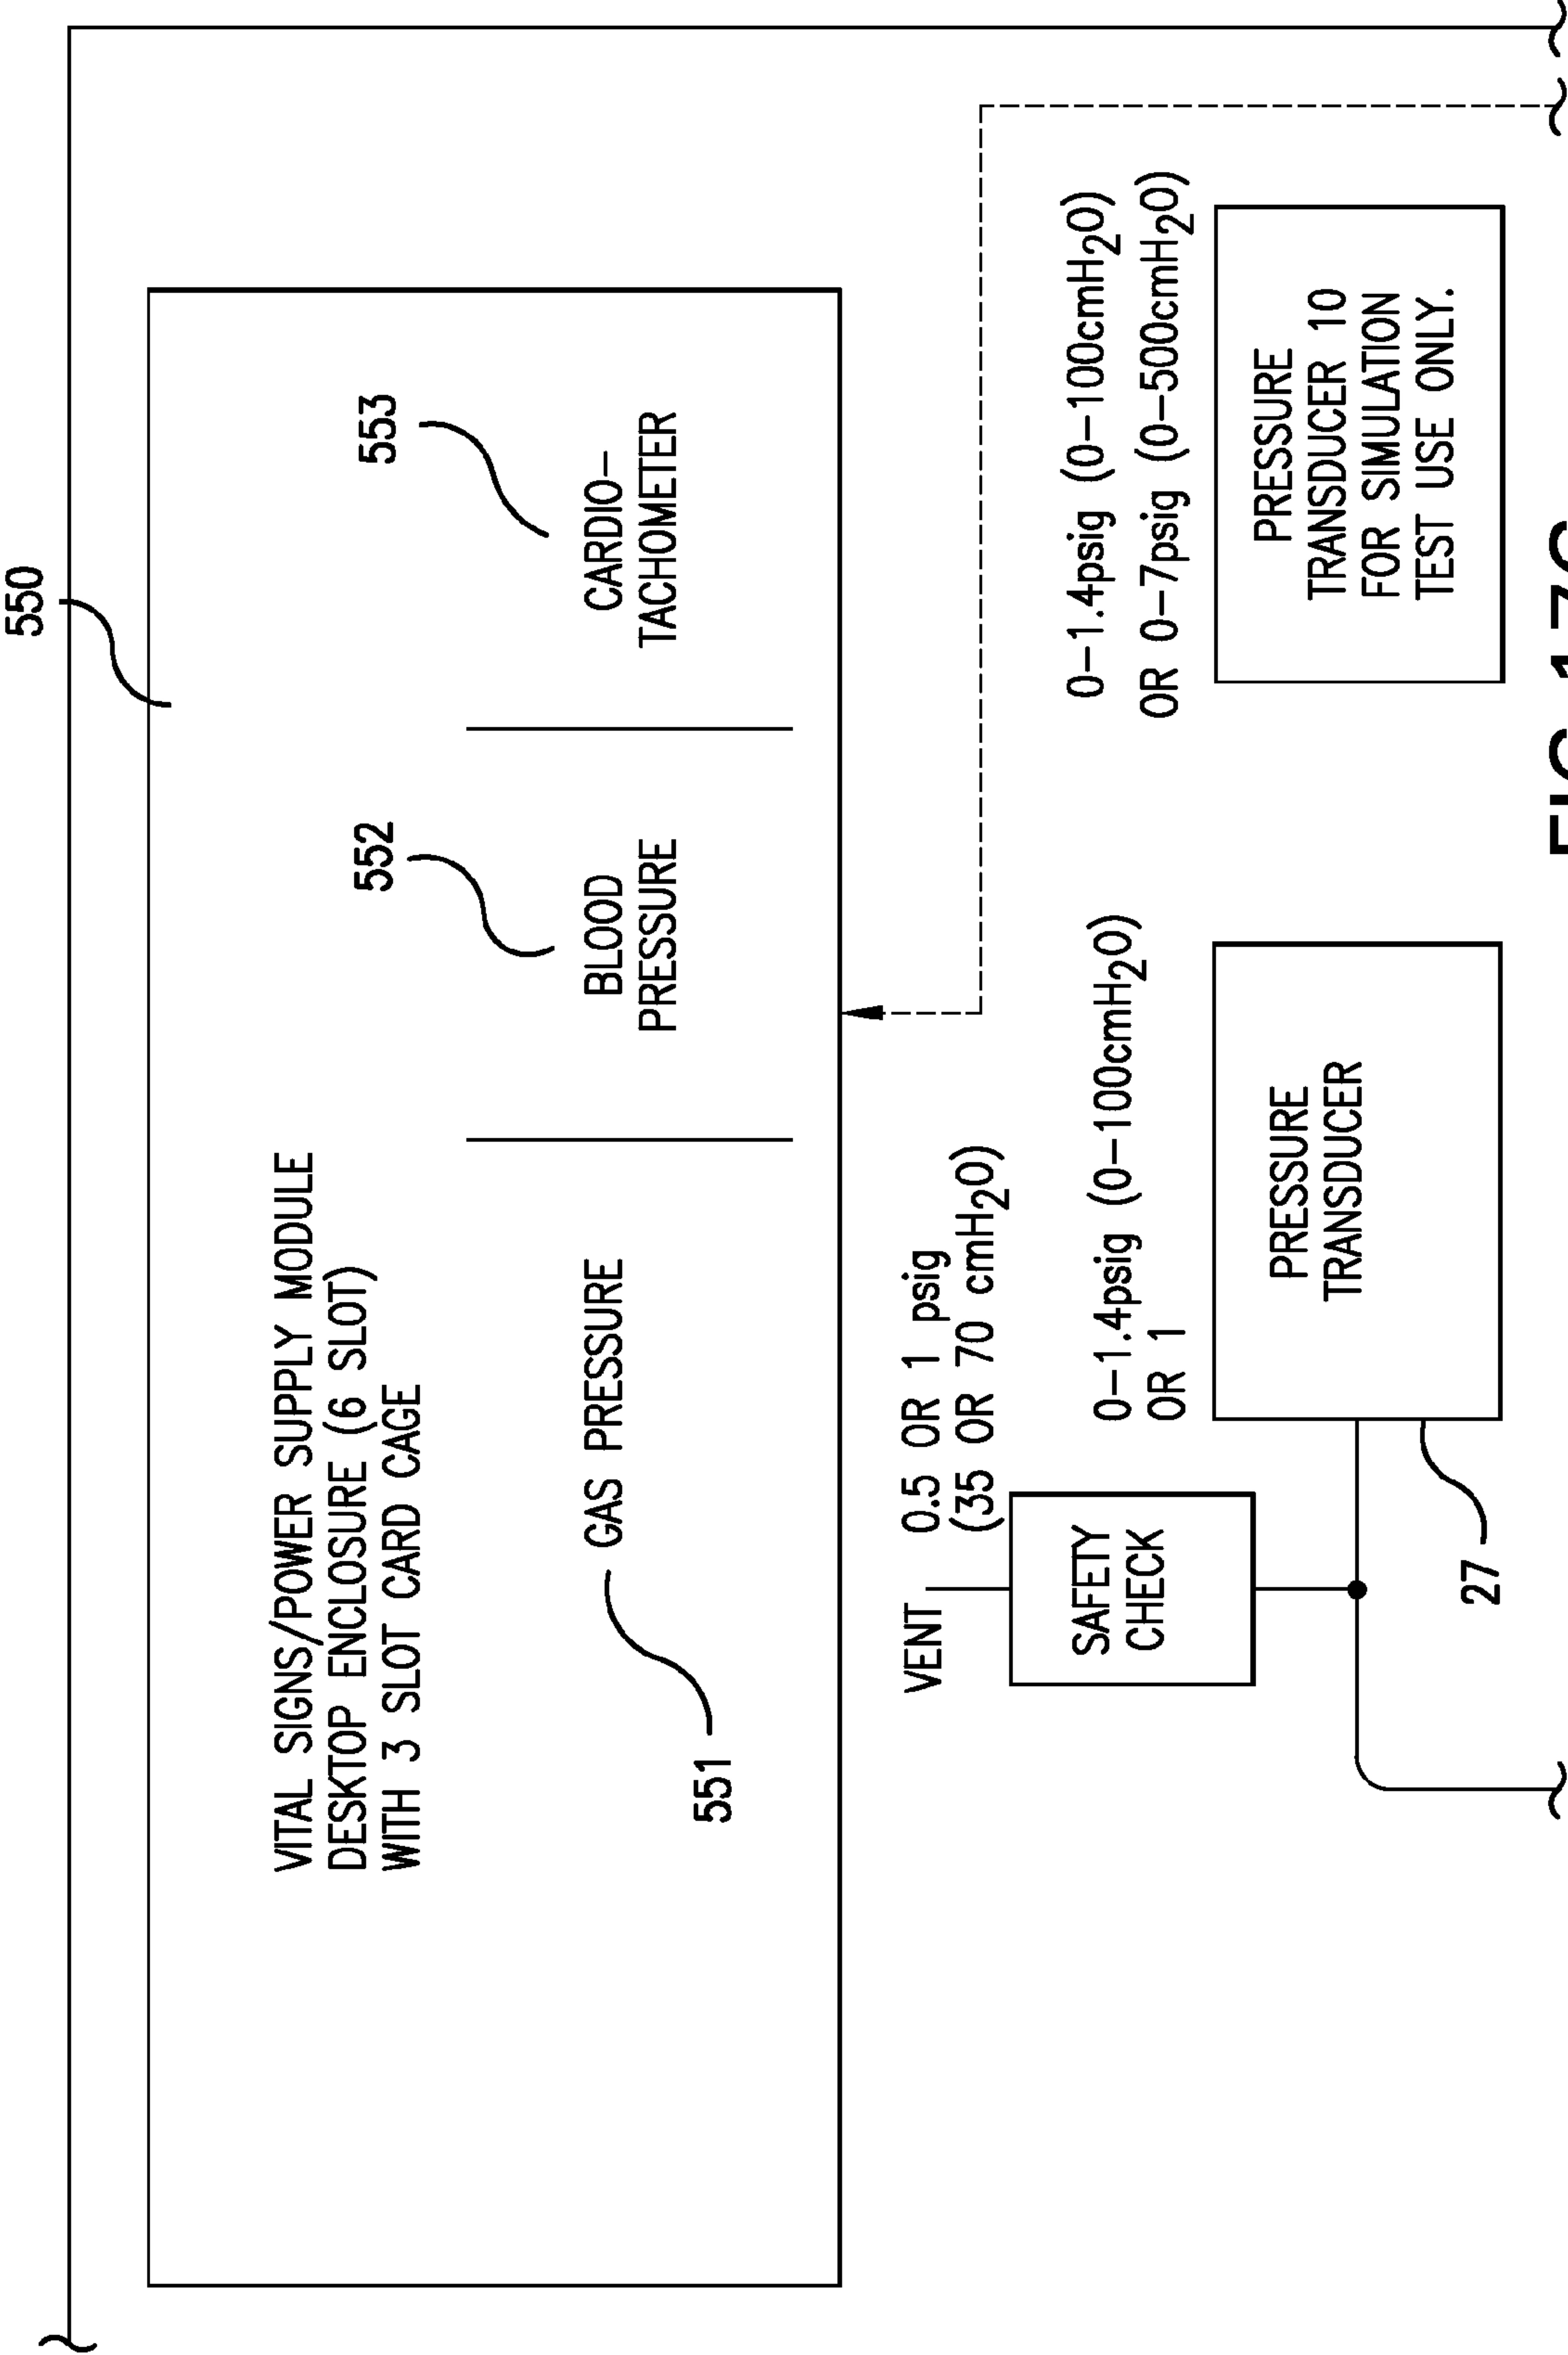 550
VITAL SIGNS/POWER SUPPLY MODULE
DESKTOP ENCLOSURE (6 SLOT)
WITH 3 SLOT CARD CAGE
553
552
GAS PRESSURE
BLOOD
PRESSURE
CARDIO-
TACHOMETER
551
VENT
0.5 OR 1 psig
(35 OR 70 cmH2O)
SAFETY
CHECK
0-1.4psig (0-100cmH2O)
OR 1
0-1.4psig (0-100cmH2O)
OR 0-7psig (0-500cmH2O)
PRESSURE
TRANSDUCER
PRESSURE
TRANSDUCER 10
FOR SIMULATION
TEST USE ONLY.
27